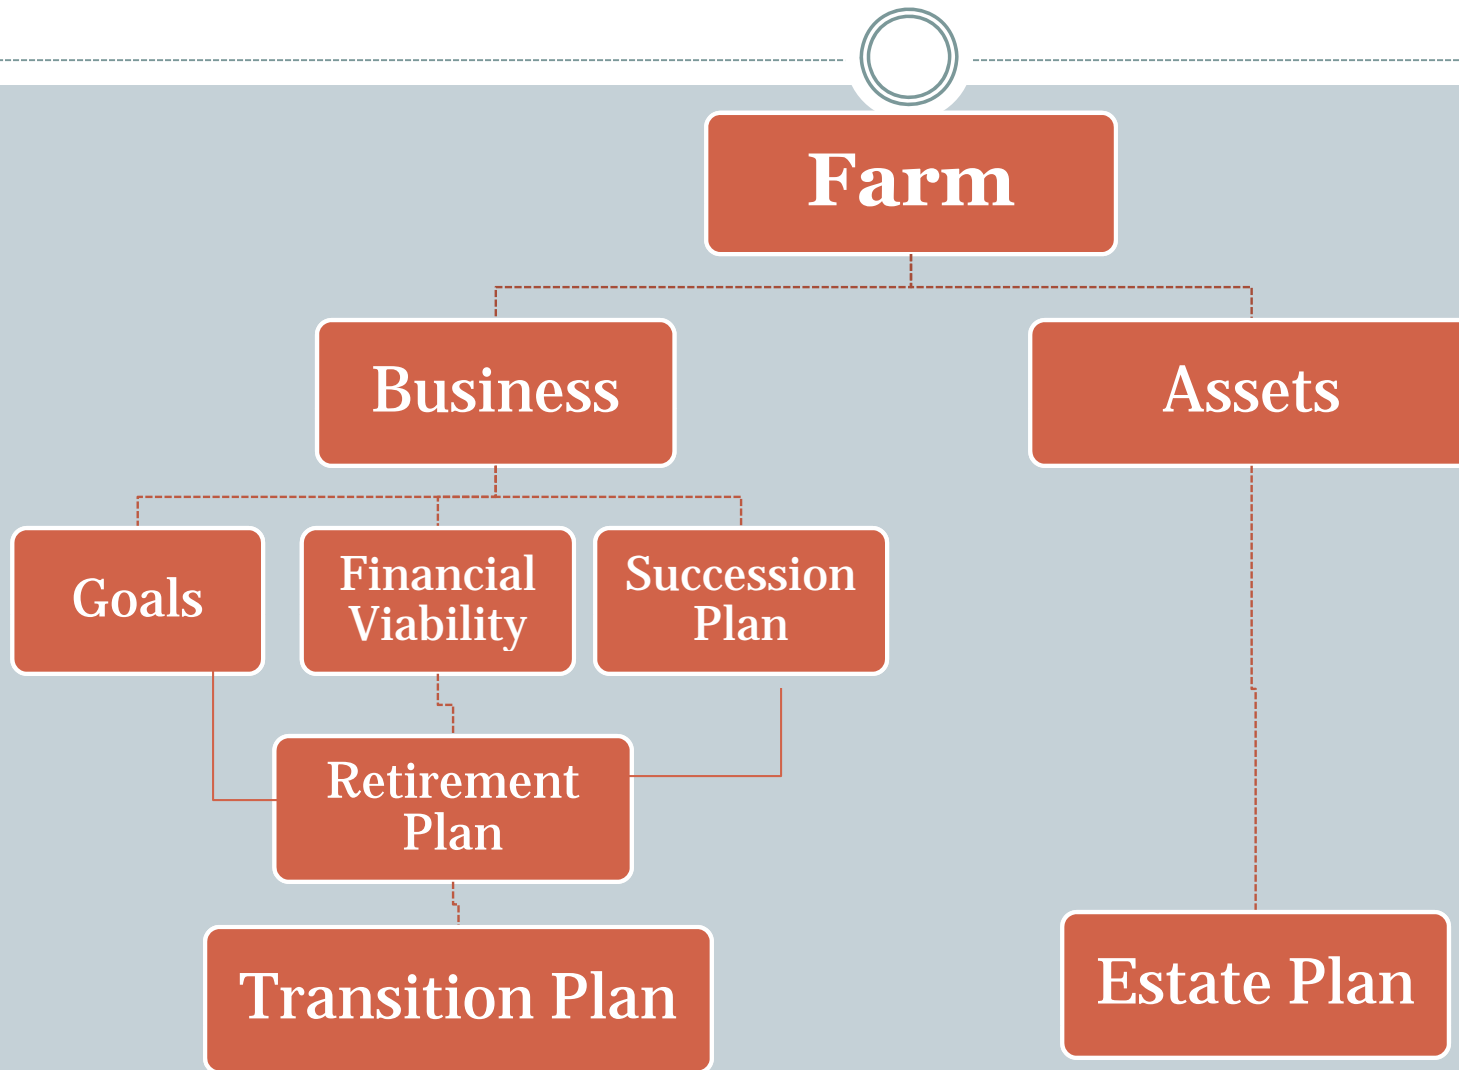 Farm
Business
Assets
Goals
Financial
Viability
Succession
Plan
Retirement
Plan
Transition Plan
Estate Plan